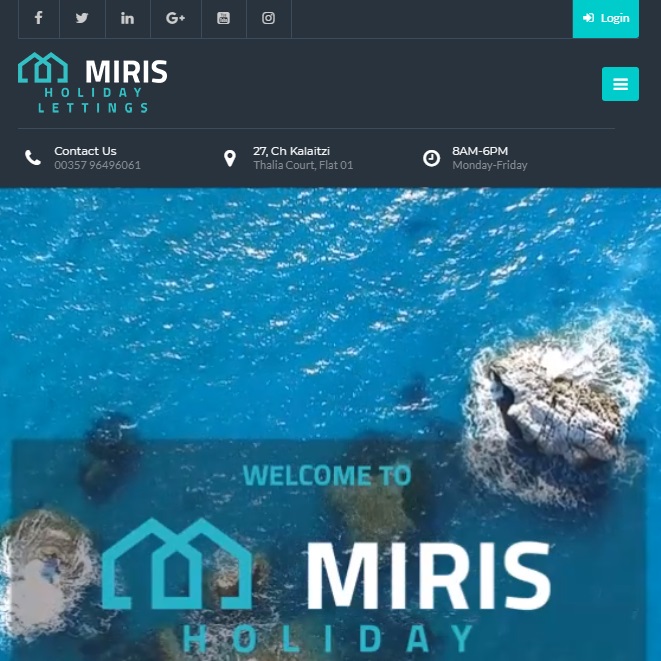 Login
MIRIS
HOLIDAY
LETTINGS
Contact Us
00357 96496061
27, Ch Kalaitzi
Thalia Court, Flat 01
8AM-6PM
Monday-Friday
WELCOME TO
MIRIS
HOLIDAY